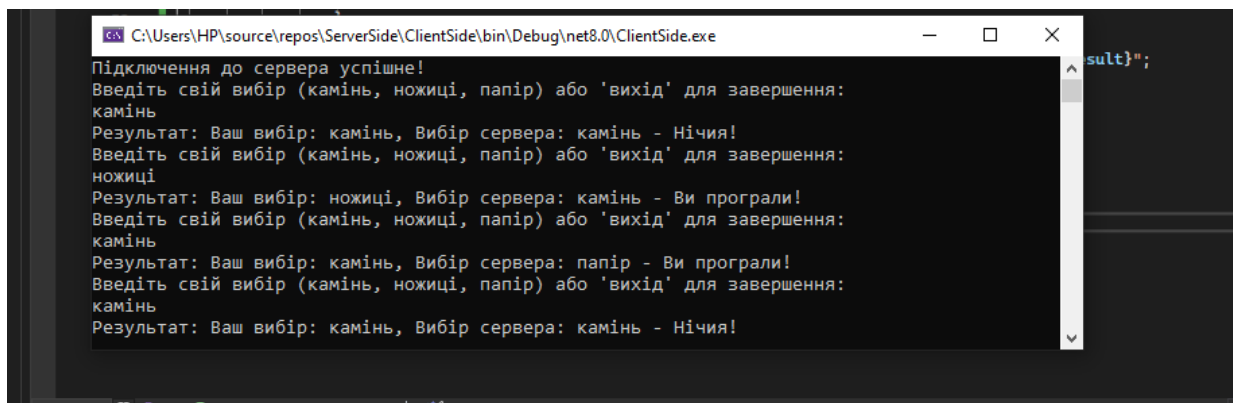 C:\Users\HP\source\repos\ServerSide\ClientSide\bin\Debug\net8.0\ClientSide.exe
esult}";
Підключення до сервера успішне!
Введіть свій вибір (камінь, ножиці, папір) або 'вихід' для завершення:
камінь
Результат: Ваш вибір: камінь, Вибір сервера: камінь - Нічия!
Введіть свій вибір (камінь, ножиці, папір) або 'вихід' для завершення:
ножиці
Результат: Ваш вибір: ножиці, Вибір сервера: камінь - Ви програли!
Введіть свій вибір (камінь, ножиці, папір) або 'вихід' для завершення:
камінь
Результат: Ваш вибір: камінь, Вибір сервера: папір - Ви програли!
Введіть свій вибір (камінь, ножиці, папір) або 'вихід' для завершення:
камінь
Результат: Ваш вибір: камінь, Вибір сервера: камінь - Нічия!